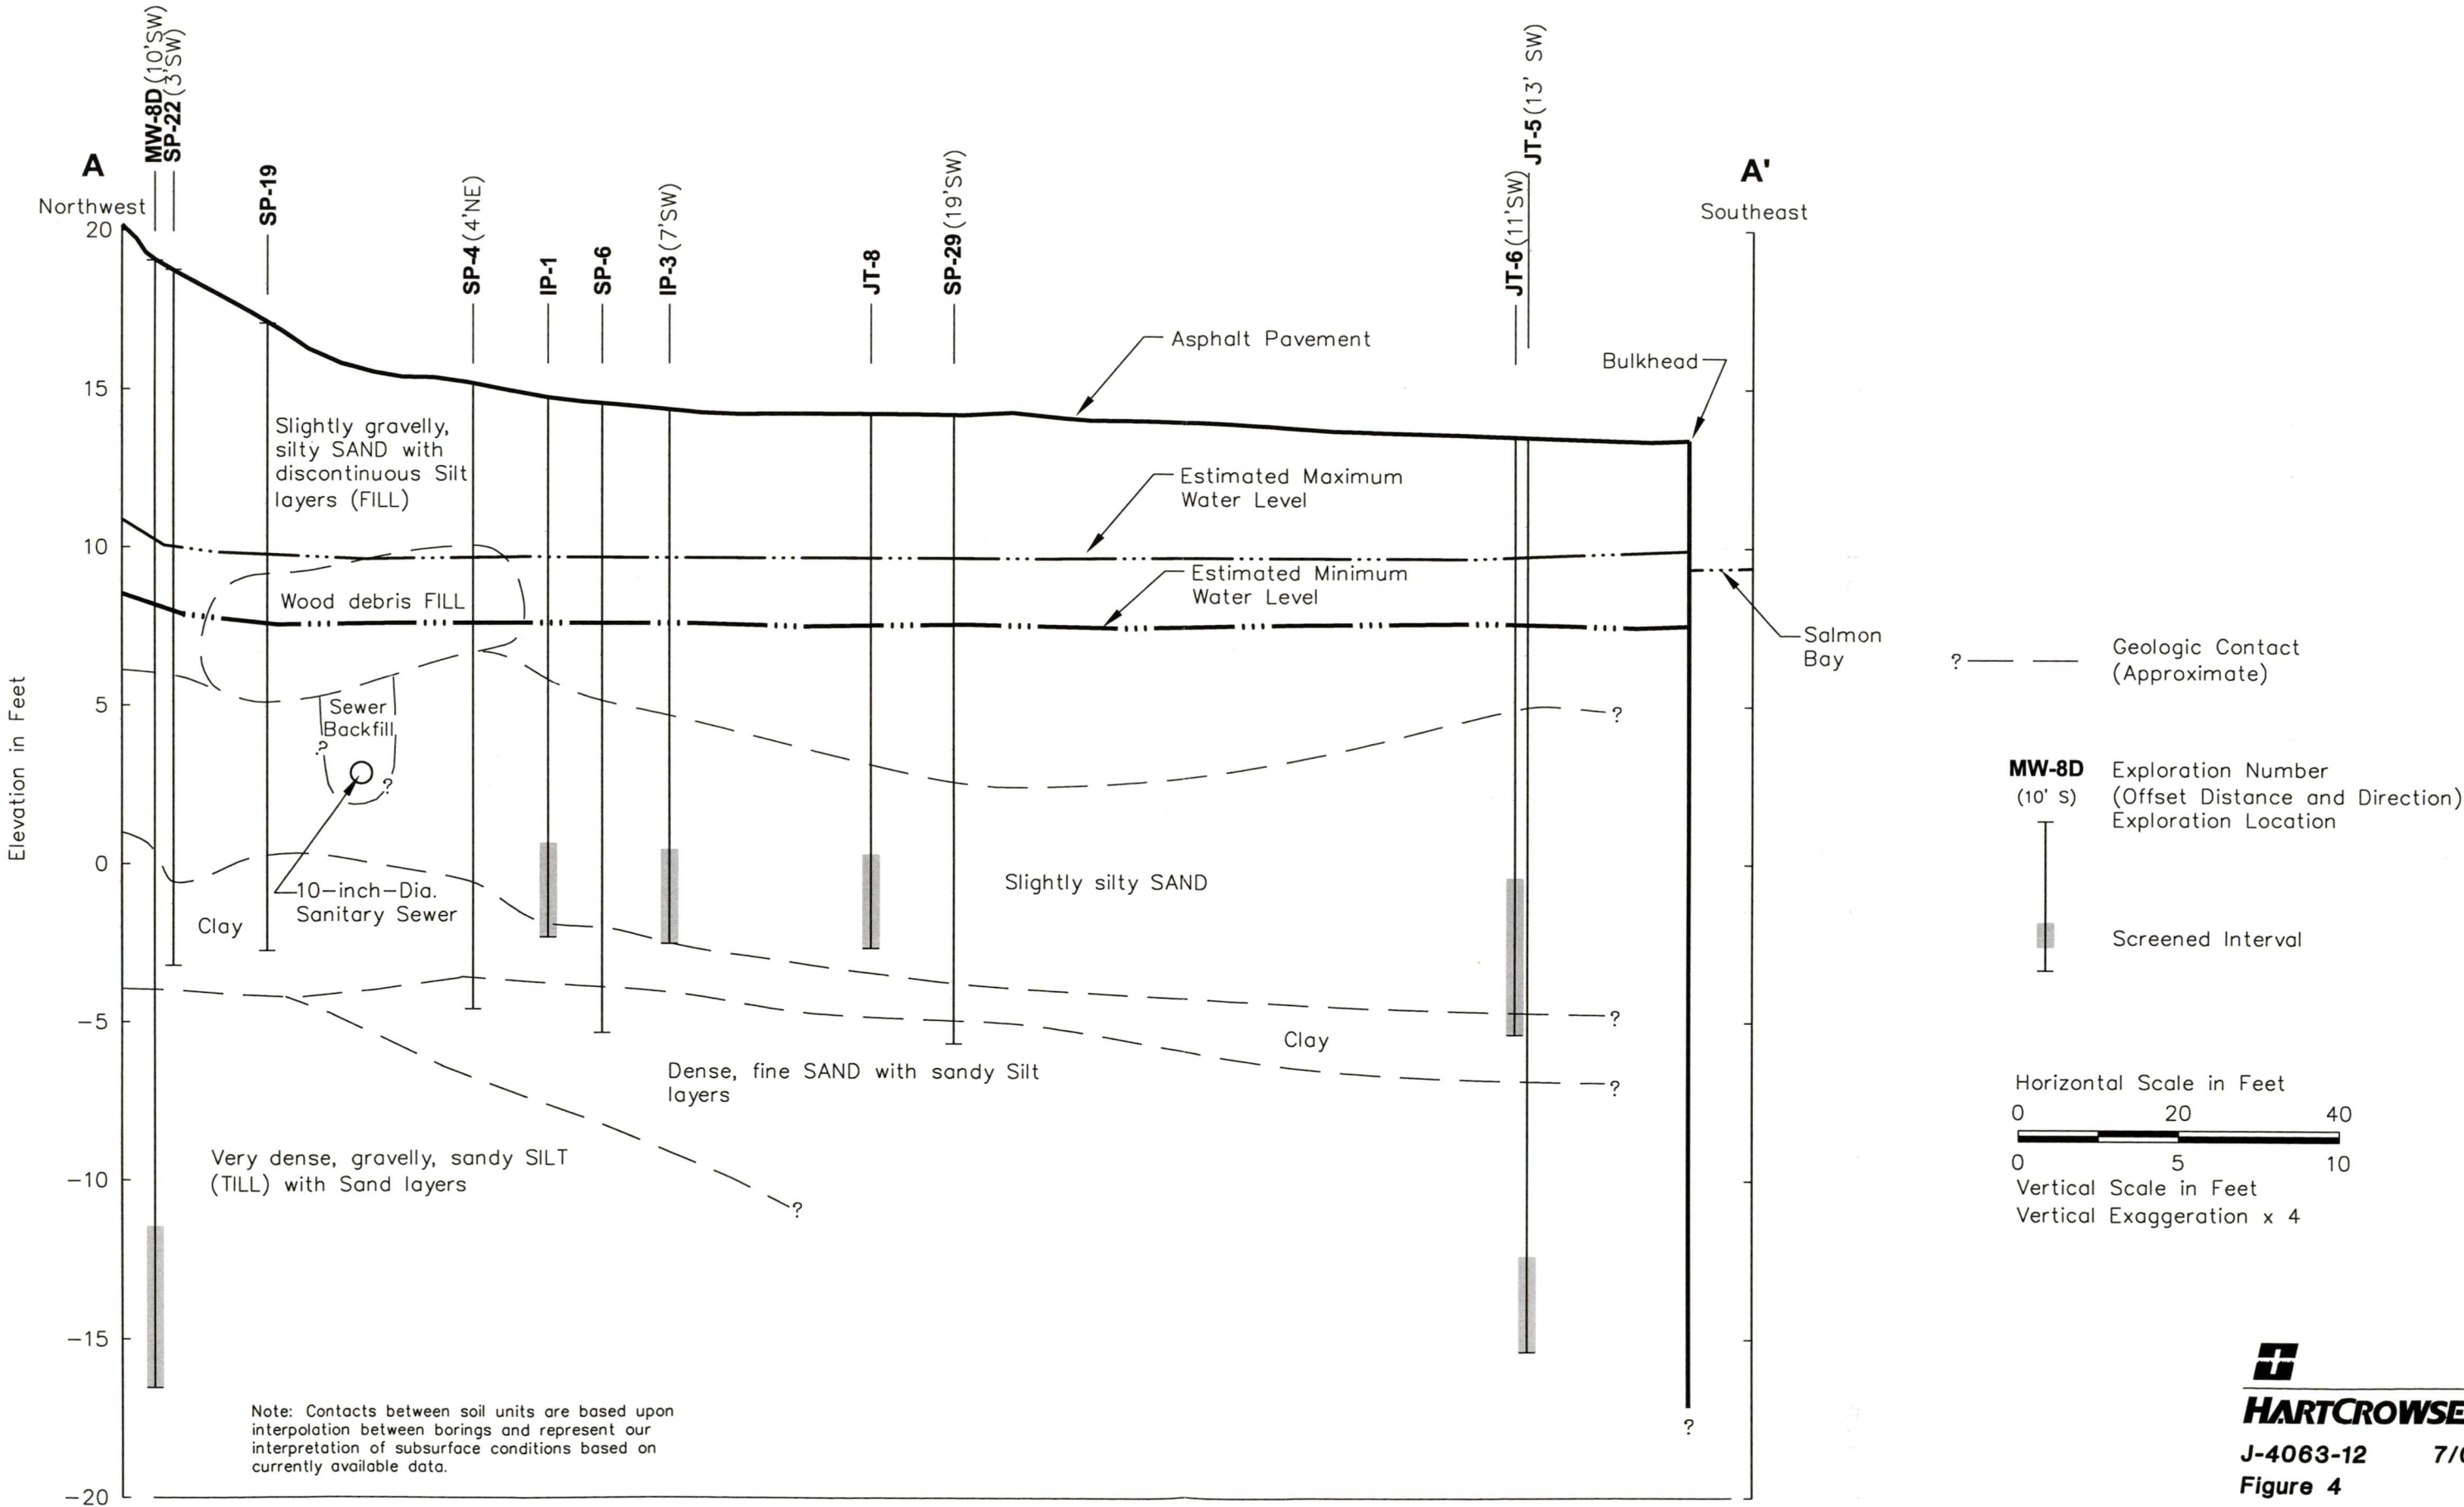 MW-8D (10'SW)
SP-22 (3'SW)
SP-19
SP-4 (4'NE)
IP-1
SP-6
IP-3 (7'SW)
JT-8
SP-29 (19'SW)
JT-6 (11'SW)
JT-5 (13' SW)
A
Northwest
A'
Southeast
20
15
10
5
0
−5
−10
−15
−20
Elevation in Feet
Asphalt Pavement
Bulkhead
Slightly gravelly,
silty SAND with
discontinuous Silt
layers (FILL)
Estimated Maximum
Water Level
Estimated Minimum
Water Level
Wood debris FILL
Salmon
Bay
Sewer
Backfill
?
?
?
10−inch−Dia.
Sanitary Sewer
Clay
Slightly silty SAND
?
Clay
?
Dense, fine SAND with sandy Silt
layers
Very dense, gravelly, sandy SILT
(TILL) with Sand layers
?
?
Note: Contacts between soil units are based upon
interpolation between borings and represent our
interpretation of subsurface conditions based on
currently available data.
? Geologic Contact
(Approximate)
MW-8D Exploration Number
(10' S) (Offset Distance and Direction)
Exploration Location
Screened Interval
Horizontal Scale in Feet
0 20 40
0 5 10
Vertical Scale in Feet
Vertical Exaggeration x 4
HARTCROWSE
J-4063-12 7/
Figure 4